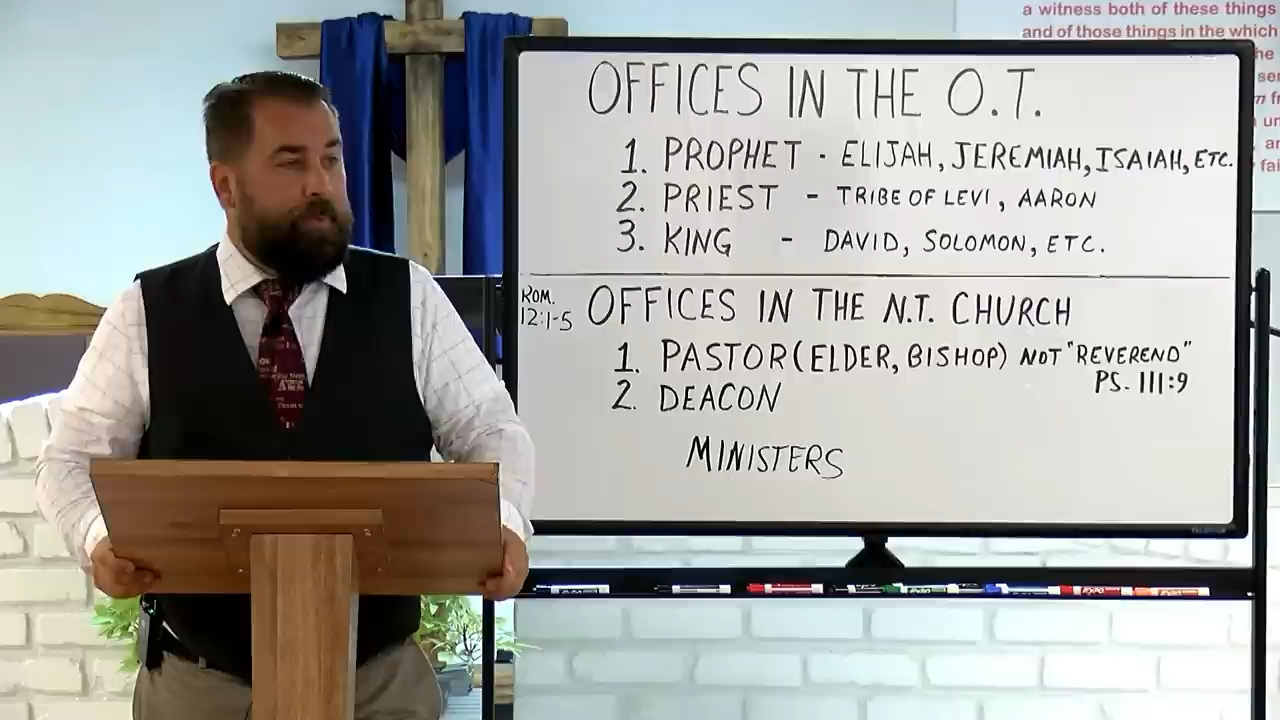 a witness both of these things
and of those things in the which
OFFICES IN THE O.T.
1. PROPHET - ELIJAH, JEREMIAH, ISAIAH, ETC.
2. PRIEST - TRIBE OF LEVI, AARON
3. KING - DAVID, SOLOMON, ETC.
ROM.
12:1-5
OFFICES IN THE N.T. CHURCH
1. PASTOR (ELDER, BISHOP) NOT "REVEREND"
PS. 111:9
2. DEACON
MINISTERS